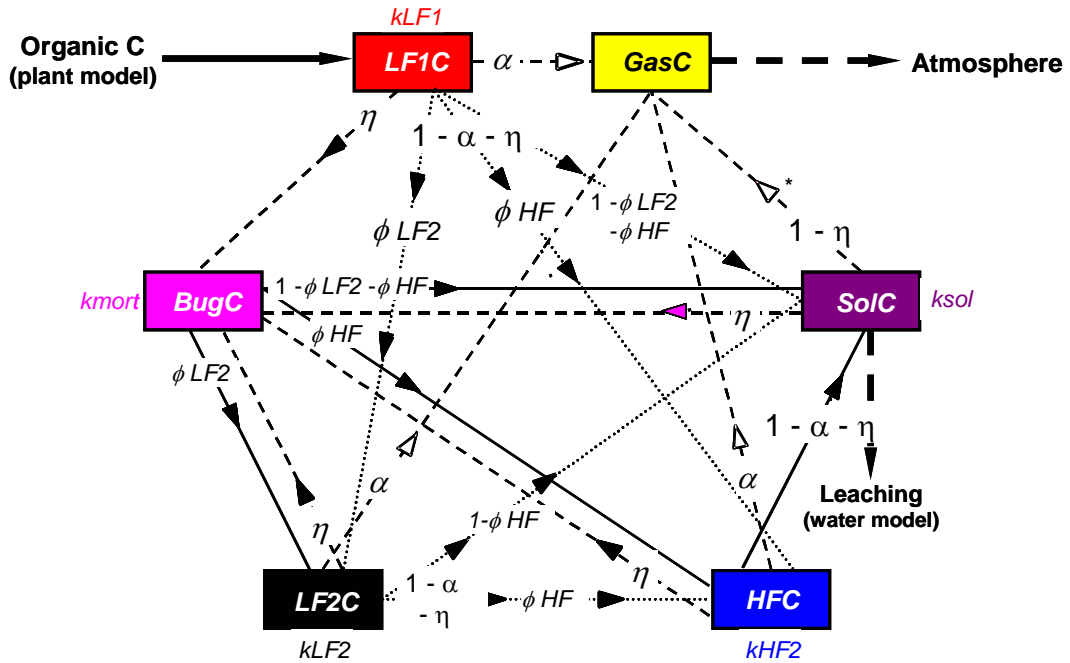 kLF1
Organic C
(plant model)
LF1C
α
GasC
Atmosphere
η
1 - α - η
*
ϕ LF2
ϕ HF
1 -ϕ LF2
-ϕ HF
1 - η
kmort
BugC
1 -ϕ LF2 -ϕ HF
SolC
ksol
ϕ HF
η
ϕ LF2
1 - α - η
α
α
Leaching
(water model)
η
1-ϕ HF
η
LF2C
1 - α
- η
ϕ HF
HFC
kLF2
kHF2